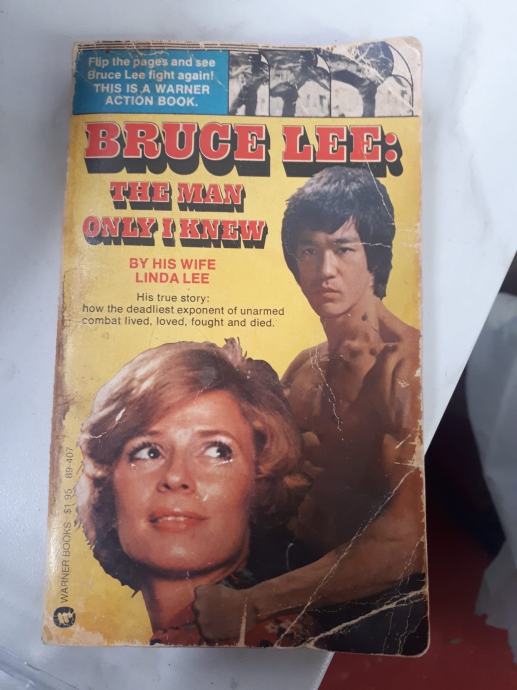 Flip the pages and see
Bruce Lee fight again!
THIS IS A WARNER
ACTION BOOK.
BRUCE LEE:
THE MAN
ONLY I KNEW
BY HIS WIFE
LINDA LEE
His true story:
how the deadliest exponent of unarmed
combat lived, loved, fought and died.
WARNER BOOKS $1.95 89-407